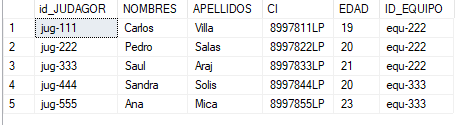 id_JUDAGOR NOMBRES APELLIDOS CI EDAD ID_EQUIPO
1 jug-111 Carlos Villa 8997811LP 19 equ-222
2 jug-222 Pedro Salas 8997822LP 20 equ-222
3 jug-333 Saul Araj 8997833LP 21 equ-222
4 jug-444 Sandra Solis 8997844LP 20 equ-333
5 jug-555 Ana Mica 8997855LP 23 equ-333